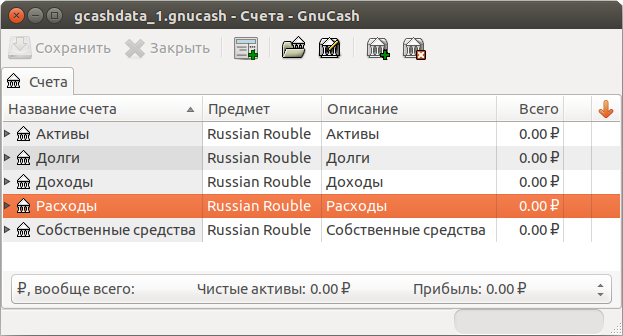 gcashdata_1.gnucash - Счета - GnuCash
Сохранить Закрыть
Счета
Название счета Предмет Описание Всего
Активы Russian Rouble Активы 0.00 ₽
Долги Russian Rouble Долги 0.00 ₽
Доходы Russian Rouble Доходы 0.00 ₽
Расходы Russian Rouble Расходы 0.00 ₽
Собственные средства Russian Rouble Собственные средства 0.00 ₽
₽, вообще всего: Чистые активы: 0.00 ₽ Прибыль: 0.00 ₽